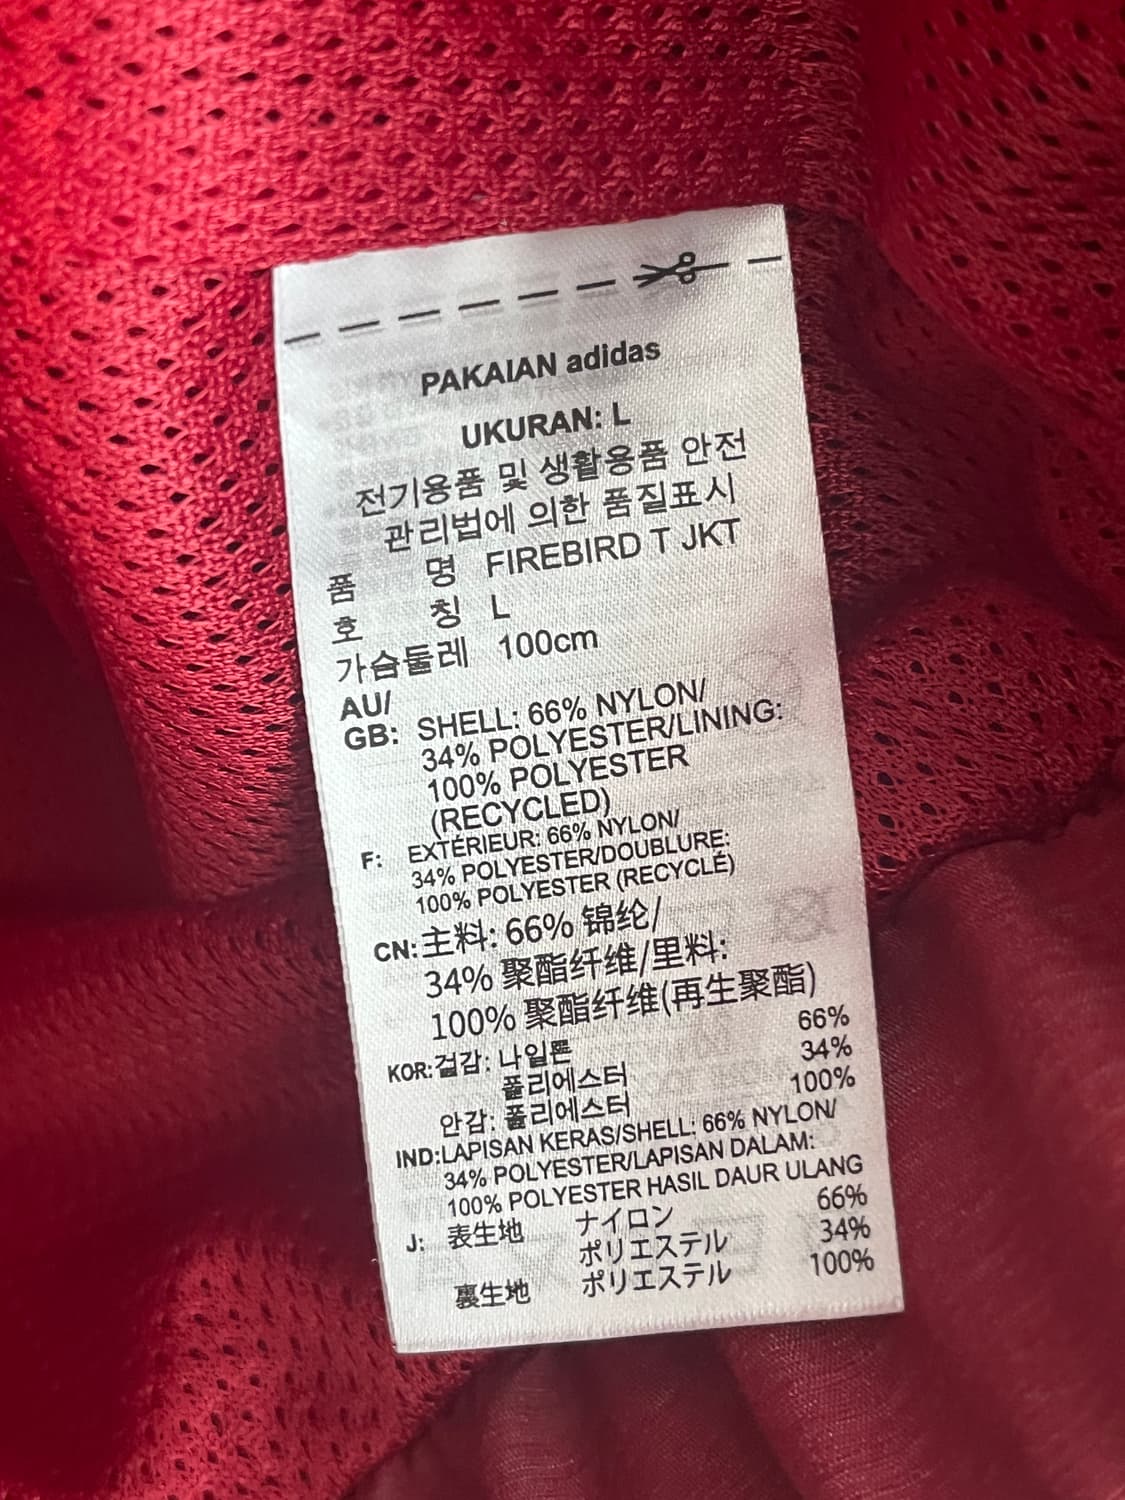 PAKAIAN adidas
UKURAN: L
전기용품 및 생활용품 안전
관리법에 의한 품질표시
품 명 FIREBIRD T JKT
호 칭 L
가슴둘레 100cm
AU/
GB: SHELL: 66% NYLON/
34% POLYESTER/LINING:
100% POLYESTER
(RECYCLED)
F: EXTÉRIEUR: 66% NYLON/
34% POLYESTER/DOUBLURE:
100% POLYESTER (RECYCLÉ)
CN: 主料: 66% 锦纶/
34% 聚酯纤维/里料:
100% 聚酯纤维(再生聚酯)
KOR: 겉감: 나일론 66%
폴리에스터 34%
안감: 폴리에스터 100%
IND: LAPISAN KERAS/SHELL: 66% NYLON/
34% POLYESTER/LAPISAN DALAM:
100% POLYESTER HASIL DAUR ULANG
J: 表生地 ナイロン 66%
ポリエステル 34%
裏生地 ポリエステル 100%